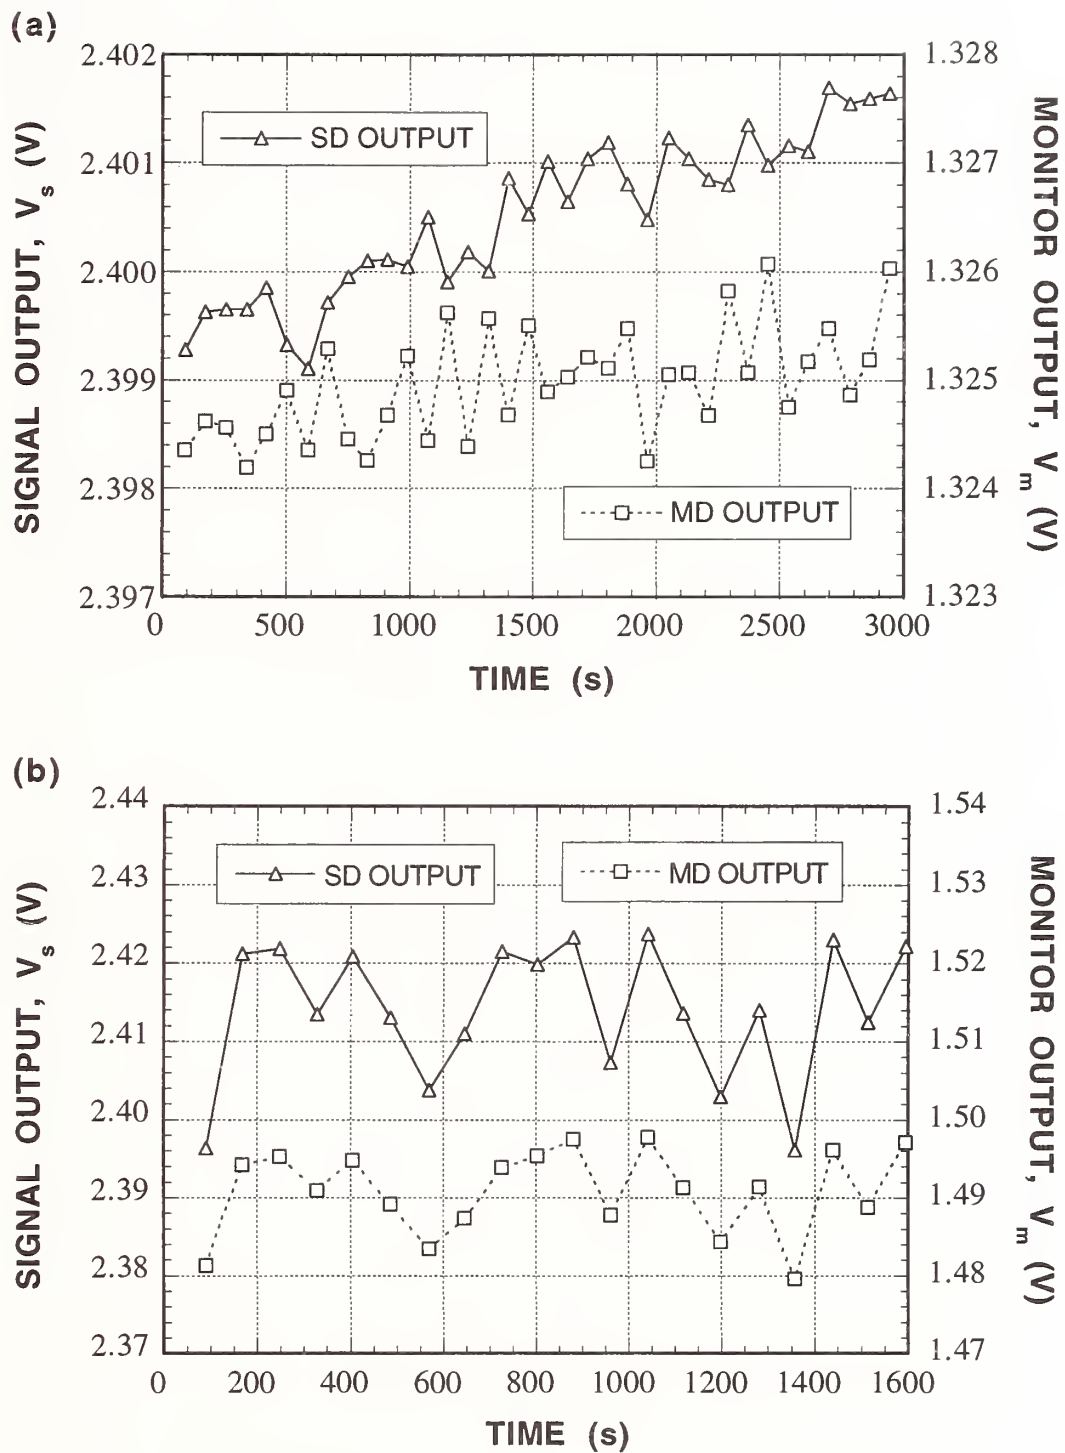 (a)
SIGNAL OUTPUT, Vs (V)
2.402
2.401
2.400
2.399
2.398
2.397
SD OUTPUT
MD OUTPUT
1.328
1.327
1.326
1.325
1.324
1.323
MONITOR OUTPUT, Vm (V)
0 500 1000 1500 2000 2500 3000
TIME (s)
(b)
SIGNAL OUTPUT, Vs (V)
2.44
2.43
2.42
2.41
2.40
2.39
2.38
2.37
SD OUTPUT
MD OUTPUT
1.54
1.53
1.52
1.51
1.50
1.49
1.48
1.47
MONITOR OUTPUT, Vm (V)
0 200 400 600 800 1000 1200 1400 1600
TIME (s)